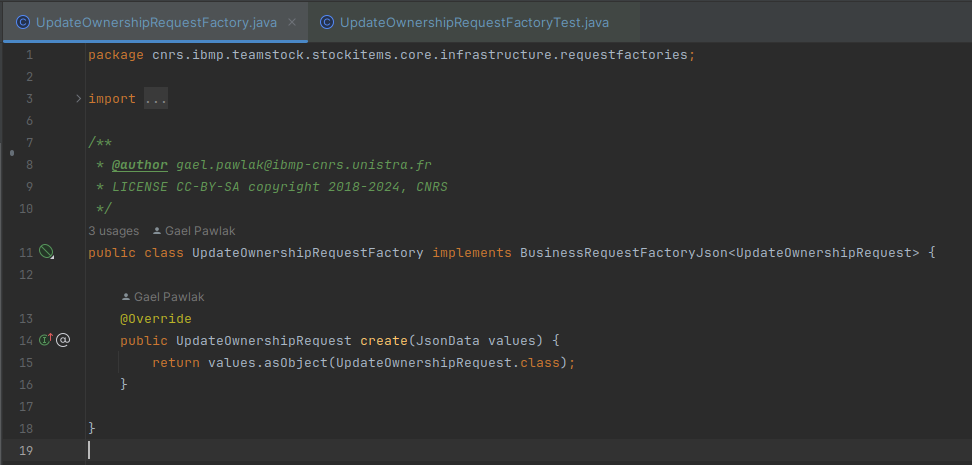 UpdateOwnershipRequestFactory.java × UpdateOwnershipRequestFactoryTest.java
1 package cnrs.ibmp.teamstock.stockitems.core.infrastructure.requestfactories;
2
3 import ...
6
7 /**
8 * @author gael.pawlak@ibmp-cnrs.unistra.fr
9 * LICENSE CC-BY-SA copyright 2018-2024, CNRS
10 */
3 usages Gael Pawlak
11 public class UpdateOwnershipRequestFactory implements BusinessRequestFactoryJson<UpdateOwnershipRequest> {
12
Gael Pawlak
13 @Override
14 public UpdateOwnershipRequest create(JsonData values) {
15 return values.asObject(UpdateOwnershipRequest.class);
16 }
17
18 }
19